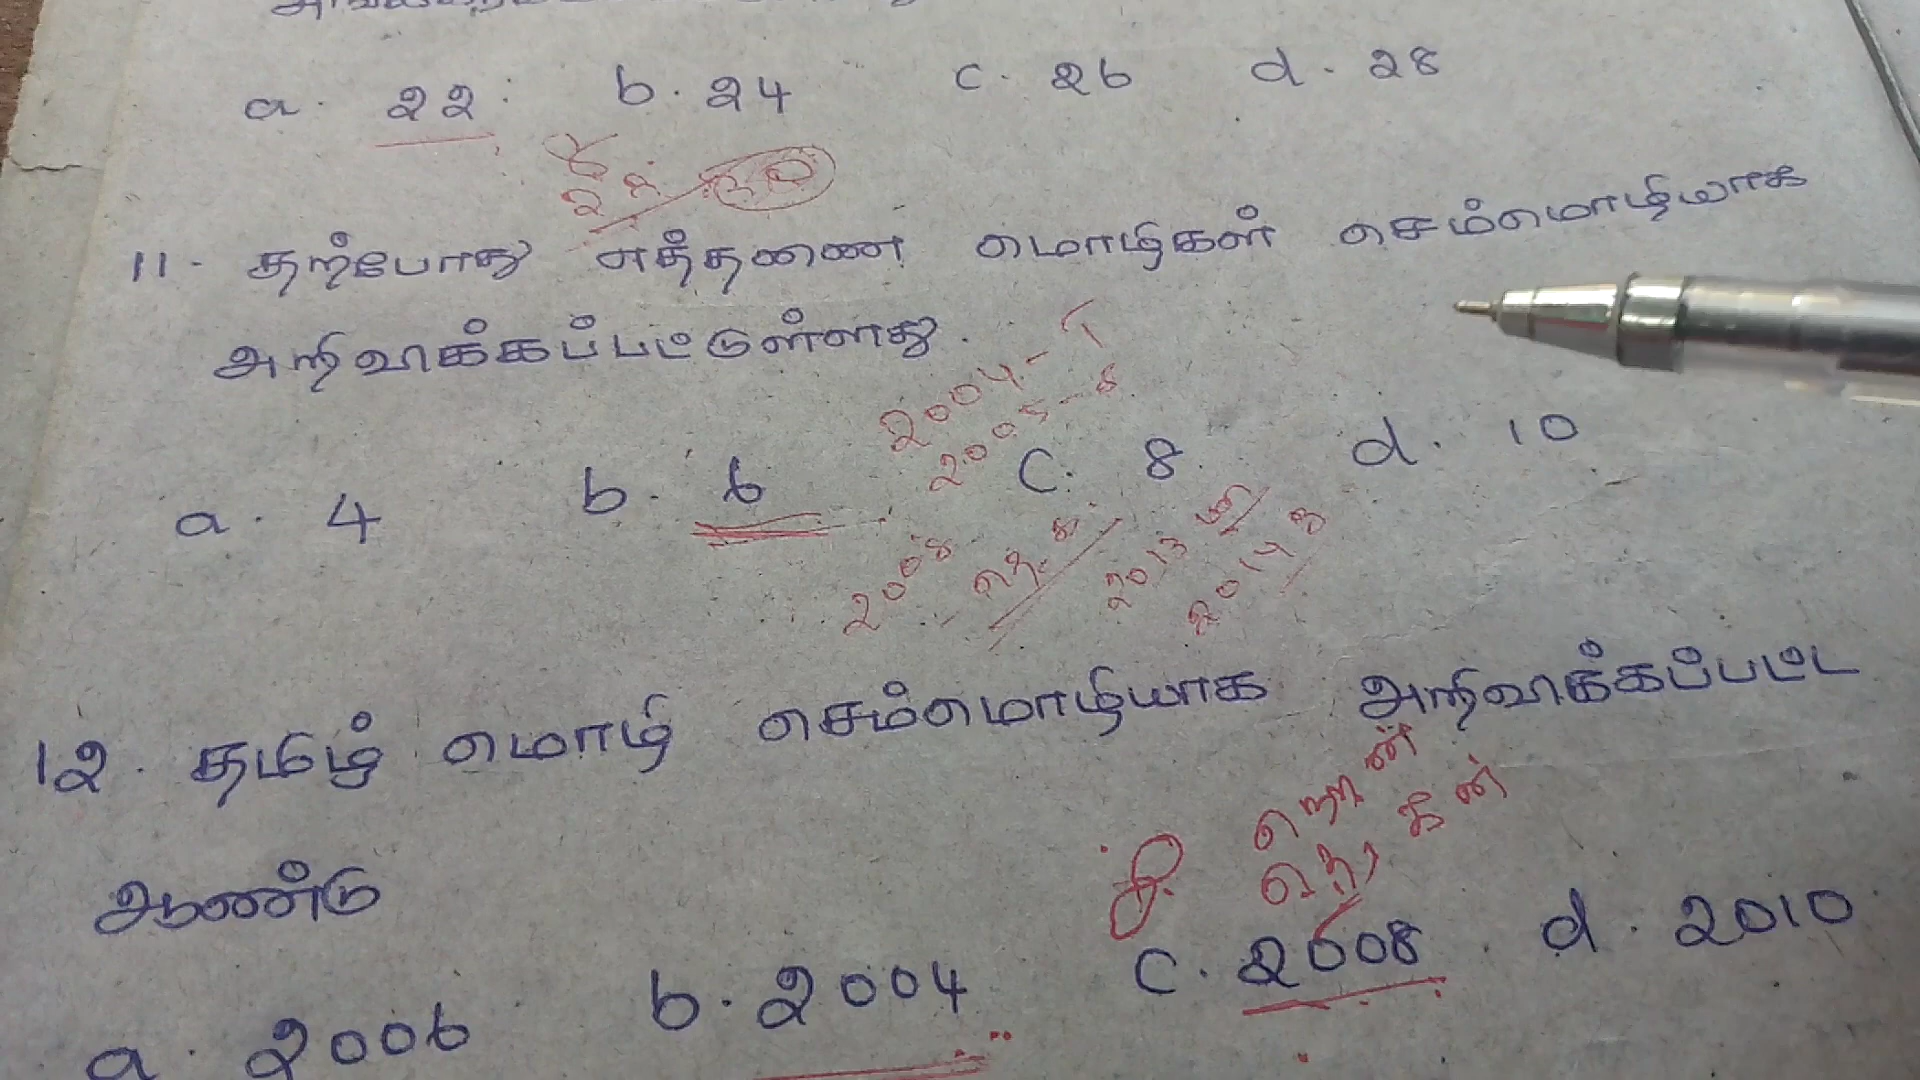 a. 22 b. 24 c. 26 d. 28
22
11. தற்போது எத்தனை மொழிகள் செம்மொழியாக
அறிவிக்கப்பட்டுள்ளது.
2004 - T
2005 - S
a. 4 b. 6 c. 8 d. 10
2008 - தெ. க
2013 ம
2014 ஒ
12. தமிழ் மொழி செம்மொழியாக அறிவிக்கப்பட்ட
ஆண்டு
a. 2006 b. 2004 c. 2008 d. 2010